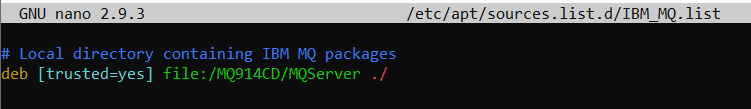 GNU nano 2.9.3 /etc/apt/sources.list.d/IBM_MQ.list
# Local directory containing IBM MQ packages
deb [trusted=yes] file:/MQ914CD/MQServer ./